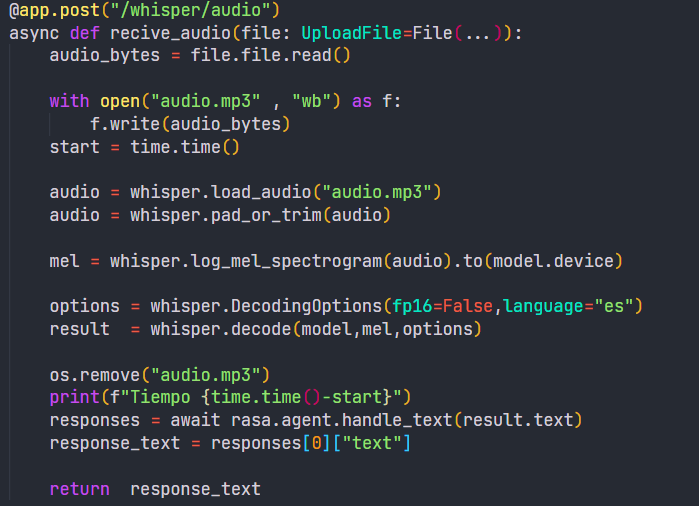 @app.post("/whisper/audio")
async def recive_audio(file: UploadFile=File(...)):
    audio_bytes = file.file.read()

    with open("audio.mp3" , "wb") as f:
        f.write(audio_bytes)
    start = time.time()

    audio = whisper.load_audio("audio.mp3")
    audio = whisper.pad_or_trim(audio)

    mel = whisper.log_mel_spectrogram(audio).to(model.device)

    options = whisper.DecodingOptions(fp16=False,language="es")
    result  = whisper.decode(model,mel,options)

    os.remove("audio.mp3")
    print(f"Tiempo {time.time()-start}")
    responses = await rasa.agent.handle_text(result.text)
    response_text = responses[0]["text"]

    return  response_text